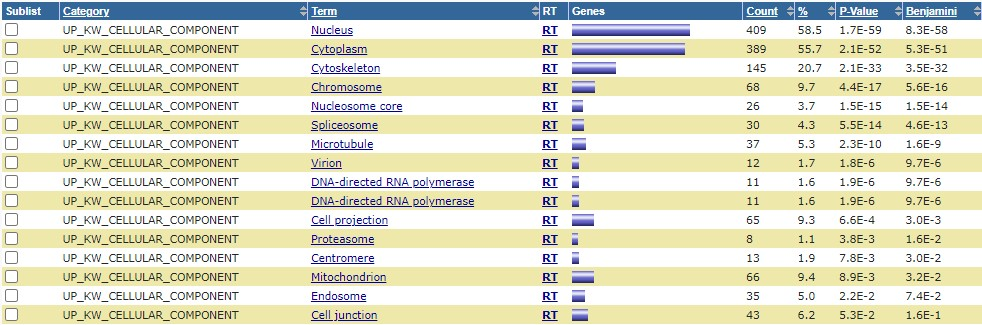 Sublist Category Term RT Genes Count % P-Value Benjamini
UP_KW_CELLULAR_COMPONENT Nucleus RT 409 58.5 1.7E-59 8.3E-58
UP_KW_CELLULAR_COMPONENT Cytoplasm RT 389 55.7 2.1E-52 5.3E-51
UP_KW_CELLULAR_COMPONENT Cytoskeleton RT 145 20.7 2.1E-33 3.5E-32
UP_KW_CELLULAR_COMPONENT Chromosome RT 68 9.7 4.4E-17 5.6E-16
UP_KW_CELLULAR_COMPONENT Nucleosome core RT 26 3.7 1.5E-15 1.5E-14
UP_KW_CELLULAR_COMPONENT Spliceosome RT 30 4.3 5.5E-14 4.6E-13
UP_KW_CELLULAR_COMPONENT Microtubule RT 37 5.3 2.3E-10 1.6E-9
UP_KW_CELLULAR_COMPONENT Virion RT 12 1.7 1.8E-6 9.7E-6
UP_KW_CELLULAR_COMPONENT DNA-directed RNA polymerase RT 11 1.6 1.9E-6 9.7E-6
UP_KW_CELLULAR_COMPONENT DNA-directed RNA polymerase RT 11 1.6 1.9E-6 9.7E-6
UP_KW_CELLULAR_COMPONENT Cell projection RT 65 9.3 6.6E-4 3.0E-3
UP_KW_CELLULAR_COMPONENT Proteasome RT 8 1.1 3.8E-3 1.6E-2
UP_KW_CELLULAR_COMPONENT Centromere RT 13 1.9 7.8E-3 3.0E-2
UP_KW_CELLULAR_COMPONENT Mitochondrion RT 66 9.4 8.9E-3 3.2E-2
UP_KW_CELLULAR_COMPONENT Endosome RT 35 5.0 2.2E-2 7.4E-2
UP_KW_CELLULAR_COMPONENT Cell junction RT 43 6.2 5.3E-2 1.6E-1